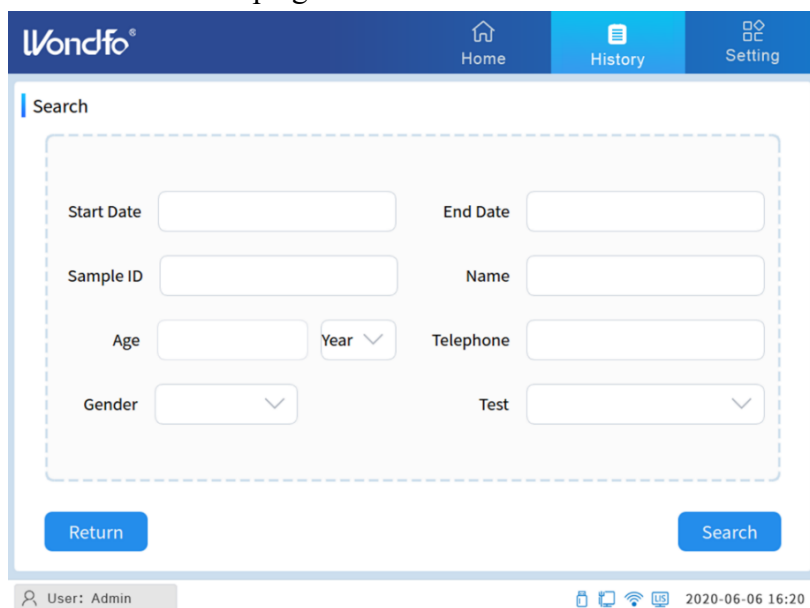 Wondfo®
Home
History
Setting
Search
Start Date
End Date
Sample ID
Name
Age
Year
Telephone
Gender
Test
Return
Search
User: Admin
LIS
2020-06-06 16:20